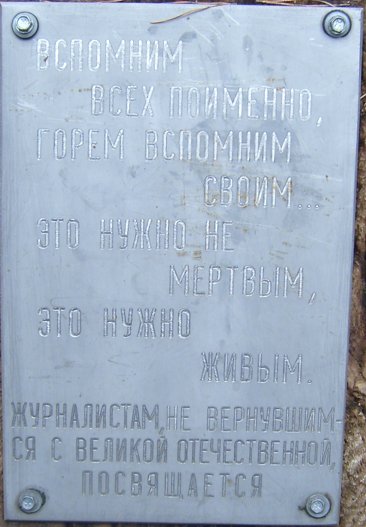 ВСПОМНИМ
ВСЕХ ПОИМЕННО,
ГОРЕМ ВСПОМНИМ
СВОИМ...
ЭТО НУЖНО НЕ
МЕРТВЫМ,
ЭТО НУЖНО
ЖИВЫМ.
ЖУРНАЛИСТАМ, НЕ ВЕРНУВШИМ-
СЯ С ВЕЛИКОЙ ОТЕЧЕСТВЕННОЙ,
ПОСВЯЩАЕТСЯ